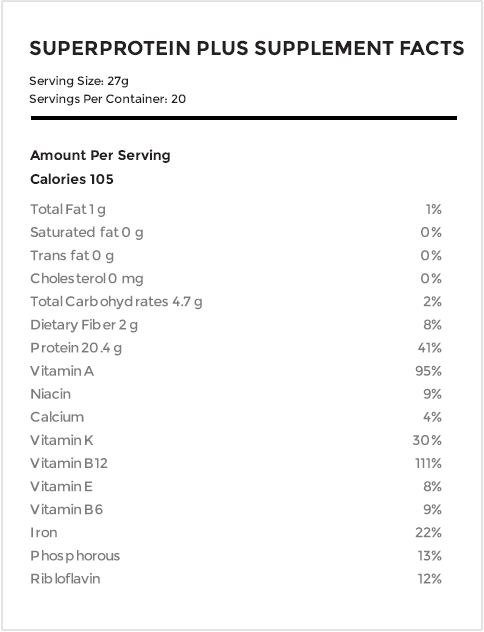 SUPERPROTEIN PLUS SUPPLEMENT FACTS
Serving Size: 27g
Servings Per Container: 20
Amount Per Serving
Calories 105
Total Fat 1 g 1%
Saturated fat 0 g 0%
Trans fat 0 g 0%
Cholesterol 0 mg 0%
Total Carbohydrates 4.7 g 2%
Dietary Fiber 2 g 8%
Protein 20.4 g 41%
Vitamin A 95%
Niacin 9%
Calcium 4%
Vitamin K 30%
Vitamin B12 111%
Vitamin E 8%
Vitamin B6 9%
Iron 22%
Phosphorous 13%
Ribloflavin 12%